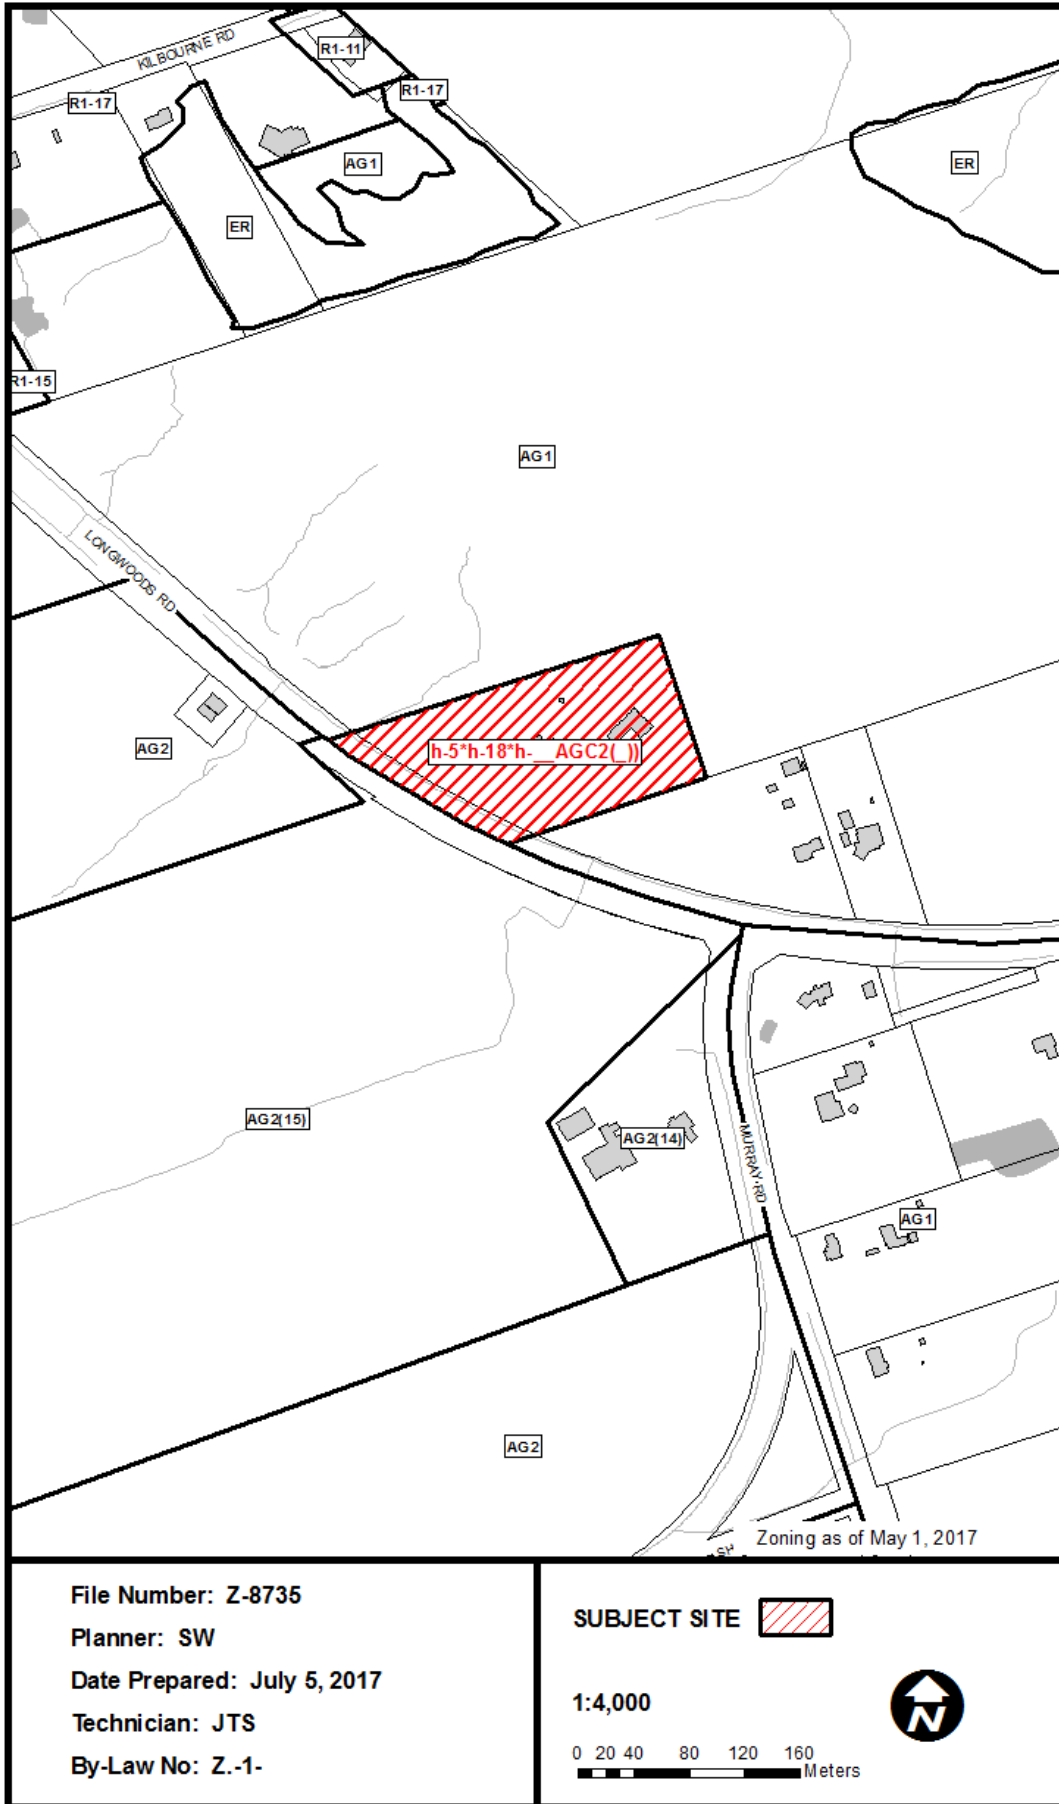 KILBOURNE RD
R1-11
R1-17
R1-17
AG1
ER
ER
R1-15
AG1
LONGWOODS RD
AG2
h-5*h-18*h-__AGC2(_))
AG2(15)
AG2(14)
MURRAY RD
AG1
AG2
SH
Zoning as of May 1, 2017
File Number: Z-8735
Planner: SW
Date Prepared: July 5, 2017
Technician: JTS
By-Law No: Z.-1-
SUBJECT SITE
1:4,000
N
0 20 40 80 120 160
Meters